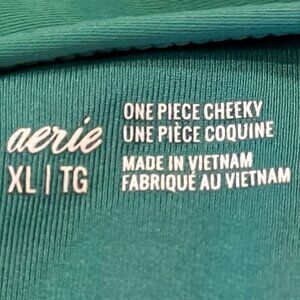 aerie
XL | TG
ONE PIECE CHEEKY
UNE PIÈCE COQUINE
MADE IN VIETNAM
FABRIQUÉ AU VIETNAM